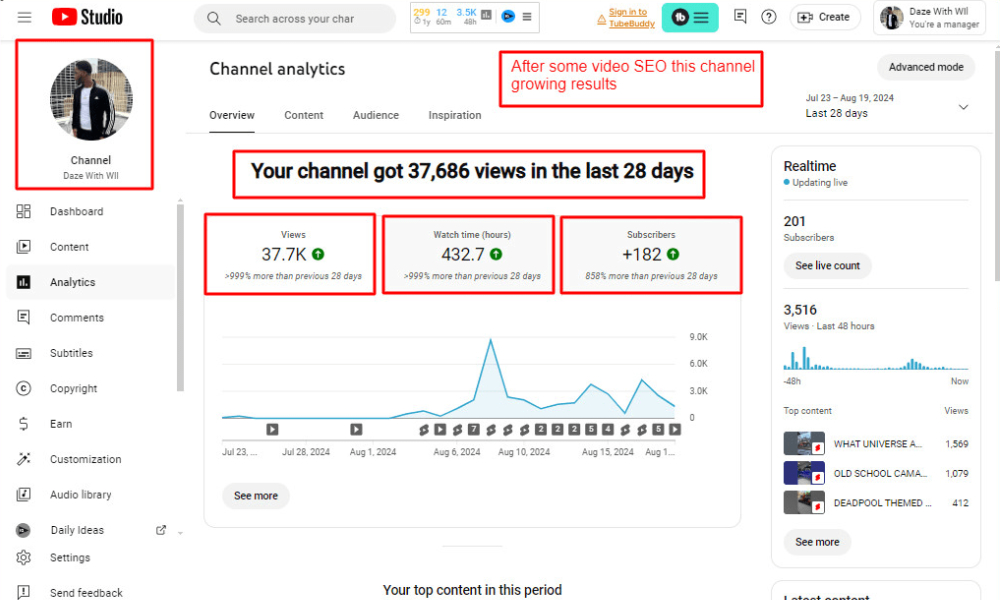 Studio
Search across your char
299 12 3.5K
1y 60m 48h
Sign in to
TubeBuddy
Create
Daze With Wll
You're a manager
Channel
Daze With Wll
Dashboard
Content
Analytics
Comments
Subtitles
Copyright
Earn
Customization
Audio library
Daily Ideas
Settings
Send feedback
Channel analytics
After some video SEO this channel
growing results
Advanced mode
Overview
Content
Audience
Inspiration
Jul 23 – Aug 19, 2024
Last 28 days
Your channel got 37,686 views in the last 28 days
Views
37.7K
>999% more than previous 28 days
Watch time (hours)
432.7
>999% more than previous 28 days
Subscribers
+182
858% more than previous 28 days
9.0K
6.0K
3.0K
0
7 2 2 2 5 4 5
Jul 23, ... Jul 28, 2024 Aug 1, 2024 Aug 6, 2024 Aug 10, 2024 Aug 15, 2024 Aug 1...
See more
Your top content in this period
Realtime
Updating live
201
Subscribers
See live count
3,516
Views · Last 48 hours
-48h Now
Top content Views
WHAT UNIVERSE A... 1,569
OLD SCHOOL CAMA... 1,079
DEADPOOL THEMED ... 412
See more
Latest content